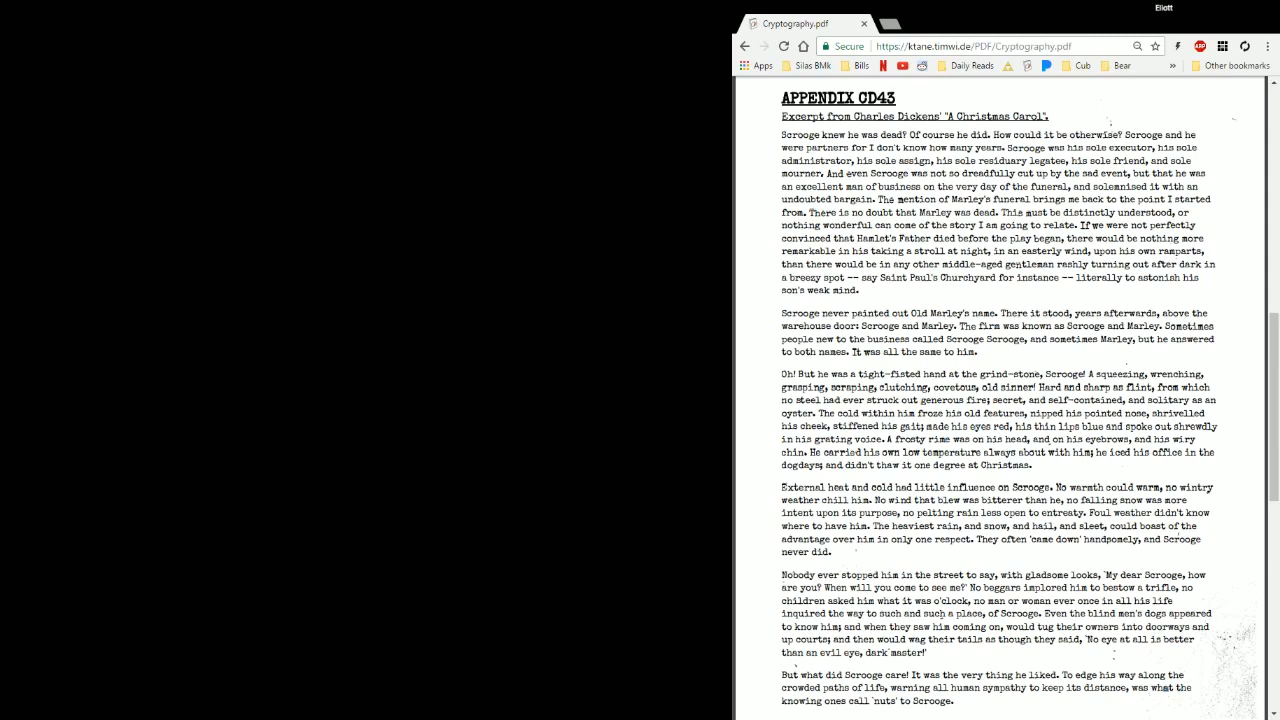 Eliott
Cryptography.pdf
Secure https://ktane.timwi.de/PDF/Cryptography.pdf
Apps Silas BMk Bills Daily Reads Cub Bear » Other bookmarks
APPENDIX CD43
Excerpt from Charles Dickens' "A Christmas Carol".
Scrooge knew he was dead? Of course he did. How could it be otherwise? Scrooge and he
were partners for I don't know how many years. Scrooge was his sole executor, his sole
administrator, his sole assign, his sole residuary legatee, his sole friend, and sole
mourner. And even Scrooge was not so dreadfully cut up by the sad event, but that he was
an excellent man of business on the very day of the funeral, and solemnised it with an
undoubted bargain. The mention of Marley's funeral brings me back to the point I started
from. There is no doubt that Marley was dead. This must be distinctly understood, or
nothing wonderful can come of the story I am going to relate. If we were not perfectly
convinced that Hamlet's Father died before the play began, there would be nothing more
remarkable in his taking a stroll at night, in an easterly wind, upon his own ramparts,
than there would be in any other middle-aged gentleman rashly turning out after dark in
a breezy spot -- say Saint Paul's Churchyard for instance -- literally to astonish his
son's weak mind.
Scrooge never painted out Old Marley's name. There it stood, years afterwards, above the
warehouse door: Scrooge and Marley. The firm was known as Scrooge and Marley. Sometimes
people new to the business called Scrooge Scrooge, and sometimes Marley, but he answered
to both names. It was all the same to him.
Oh! But he was a tight-fisted hand at the grind-stone, Scrooge! A squeezing, wrenching,
grasping, scraping, clutching, covetous, old sinner! Hard and sharp as flint, from which
no steel had ever struck out generous fire; secret, and self-contained, and solitary as an
oyster. The cold within him froze his old features, nipped his pointed nose, shrivelled
his cheek, stiffened his gait; made his eyes red, his thin lips blue and spoke out shrewdly
in his grating voice. A frosty rime was on his head, and on his eyebrows, and his wiry
chin. He carried his own low temperature always about with him; he iced his office in the
dogdays; and didn't thaw it one degree at Christmas.
External heat and cold had little influence on Scrooge. No warmth could warm, no wintry
weather chill him. No wind that blew was bitterer than he, no falling snow was more
intent upon its purpose, no pelting rain less open to entreaty. Foul weather didn't know
where to have him. The heaviest rain, and snow, and hail, and sleet, could boast of the
advantage over him in only one respect. They often 'came down' handsomely, and Scrooge
never did.
Nobody ever stopped him in the street to say, with gladsome looks, 'My dear Scrooge, how
are you? When will you come to see me?' No beggars implored him to bestow a trifle, no
children asked him what it was o'clock, no man or woman ever once in all his life
inquired the way to such and such a place, of Scrooge. Even the blind men's dogs appeared
to know him; and when they saw him coming on, would tug their owners into doorways and
up courts; and then would wag their tails as though they said, 'No eye at all is better
than an evil eye, dark master!'
But what did Scrooge care! It was the very thing he liked. To edge his way along the
crowded paths of life, warning all human sympathy to keep its distance, was what the
knowing ones call 'nuts' to Scrooge.